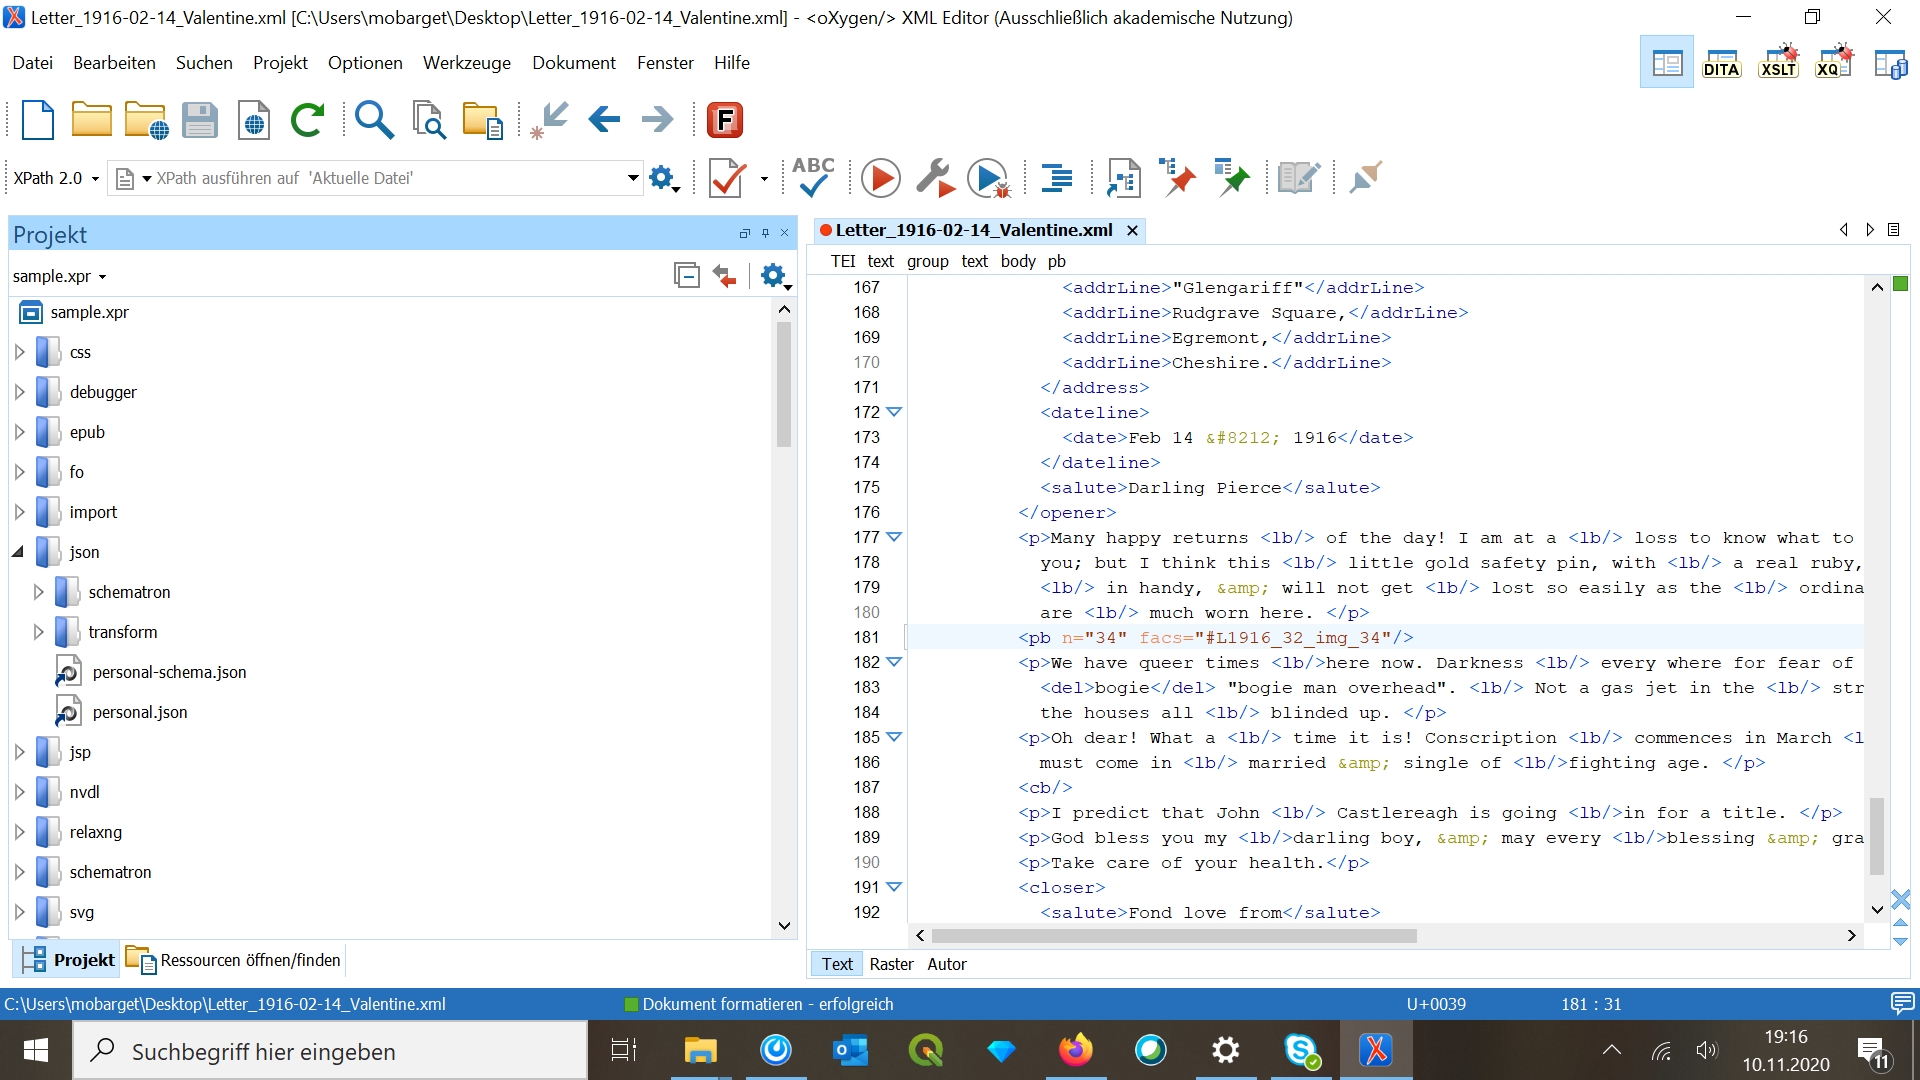 Letter_1916-02-14_Valentine.xml [C:\Users\mobarget\Desktop\Letter_1916-02-14_Valentine.xml] - <oXygen/> XML Editor (Ausschließlich akademische Nutzung)
Datei Bearbeiten Suchen Projekt Optionen Werkzeuge Dokument Fenster Hilfe
DITA XSLT XQ
F
XPath 2.0 XPath ausführen auf 'Aktuelle Datei' ABC
Projekt
sample.xpr
sample.xpr
css
debugger
epub
fo
import
json
schematron
transform
personal-schema.json
personal.json
jsp
nvdl
relaxng
schematron
svg
Projekt Ressourcen öffnen/finden
Letter_1916-02-14_Valentine.xml
TEI text group text body pb
167 <addrLine>"Glengariff"</addrLine>
168 <addrLine>Rudgrave Square,</addrLine>
169 <addrLine>Egremont,</addrLine>
170 <addrLine>Cheshire.</addrLine>
171 </address>
172 <dateline>
173 <date>Feb 14 &#8212; 1916</date>
174 </dateline>
175 <salute>Darling Pierce</salute>
176 </opener>
177 <p>Many happy returns <lb/> of the day! I am at a <lb/> loss to know what to
178 you; but I think this <lb/> little gold safety pin, with <lb/> a real ruby,
179 <lb/> in handy, &amp; will not get <lb/> lost so easily as the <lb/> ordina
180 are <lb/> much worn here. </p>
181 <pb n="34" facs="#L1916_32_img_34"/>
182 <p>We have queer times <lb/>here now. Darkness <lb/> every where for fear of
183 <del>bogie</del> "bogie man overhead". <lb/> Not a gas jet in the <lb/> str
184 the houses all <lb/> blinded up. </p>
185 <p>Oh dear! What a <lb/> time it is! Conscription <lb/> commences in March <l
186 must come in <lb/> married &amp; single of <lb/>fighting age. </p>
187 <cb/>
188 <p>I predict that John <lb/> Castlereagh is going <lb/>in for a title. </p>
189 <p>God bless you my <lb/>darling boy, &amp; may every <lb/>blessing &amp; gra
190 <p>Take care of your health.</p>
191 <closer>
192 <salute>Fond love from</salute>
Text Raster Autor
C:\Users\mobarget\Desktop\Letter_1916-02-14_Valentine.xml Dokument formatieren - erfolgreich U+0039 181 : 31
Suchbegriff hier eingeben
19:16
10.11.2020
11